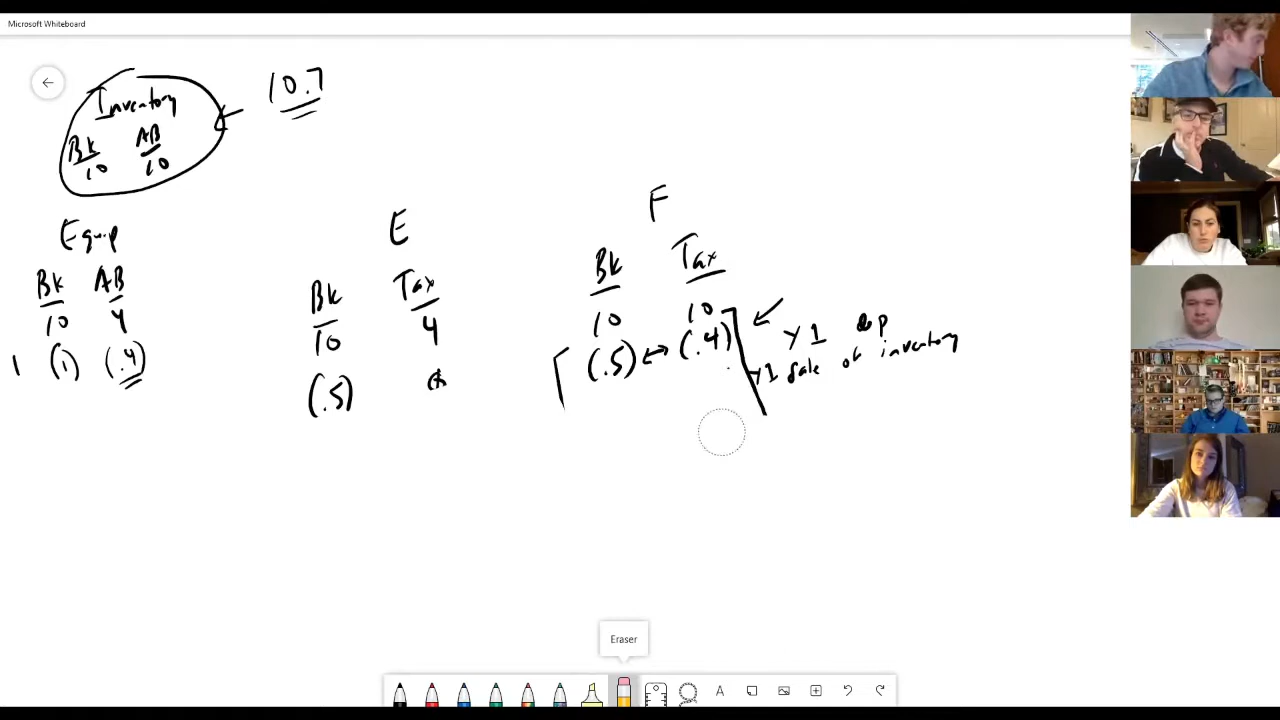 Microsoft Whiteboard
Inventory
Bk AB
10 10
10.7
Equip
Bk AB
10 4
1 (1) (.4)
E
Bk Tax
10 4
(.5)
F
Bk Tax
10 10
(.5) ↔ (.4)
Y1 dep
Y1 sale of inventory
Eraser
A